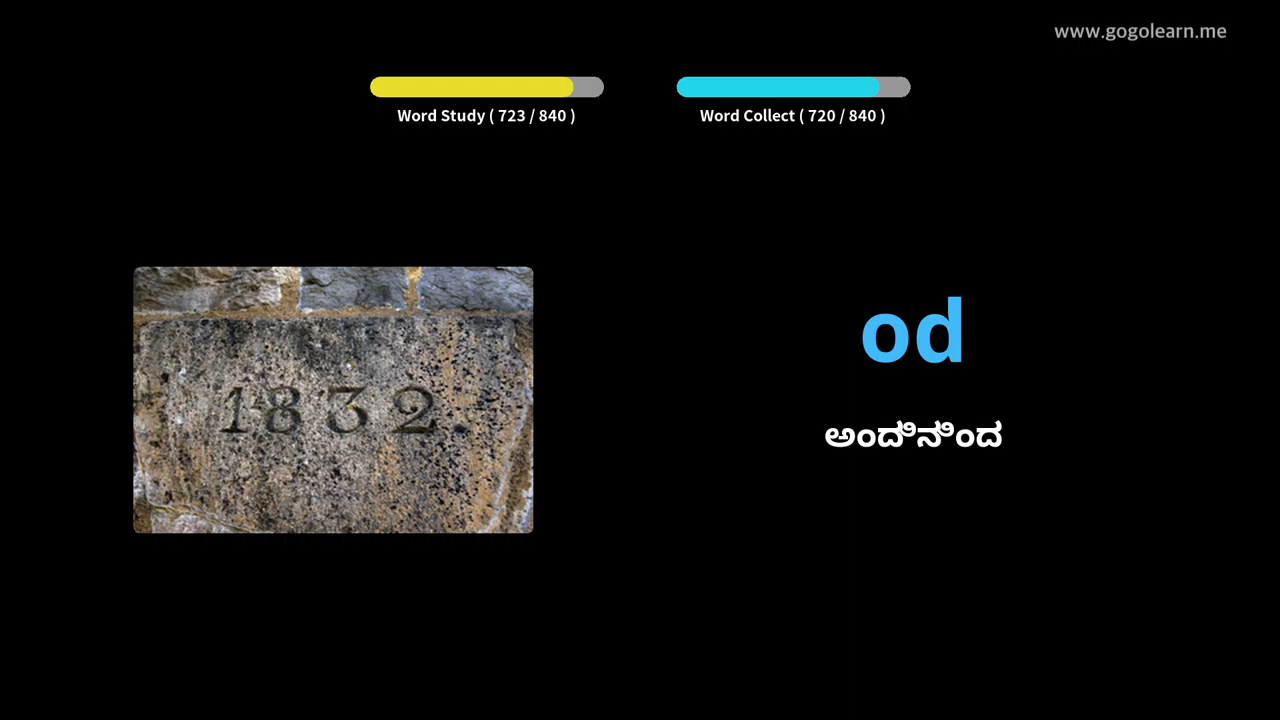 www.gogolearn.me
Word Study ( 723 / 840 )
Word Collect ( 720 / 840 )
1832.
od
ಅಂದಿನಿಂದ